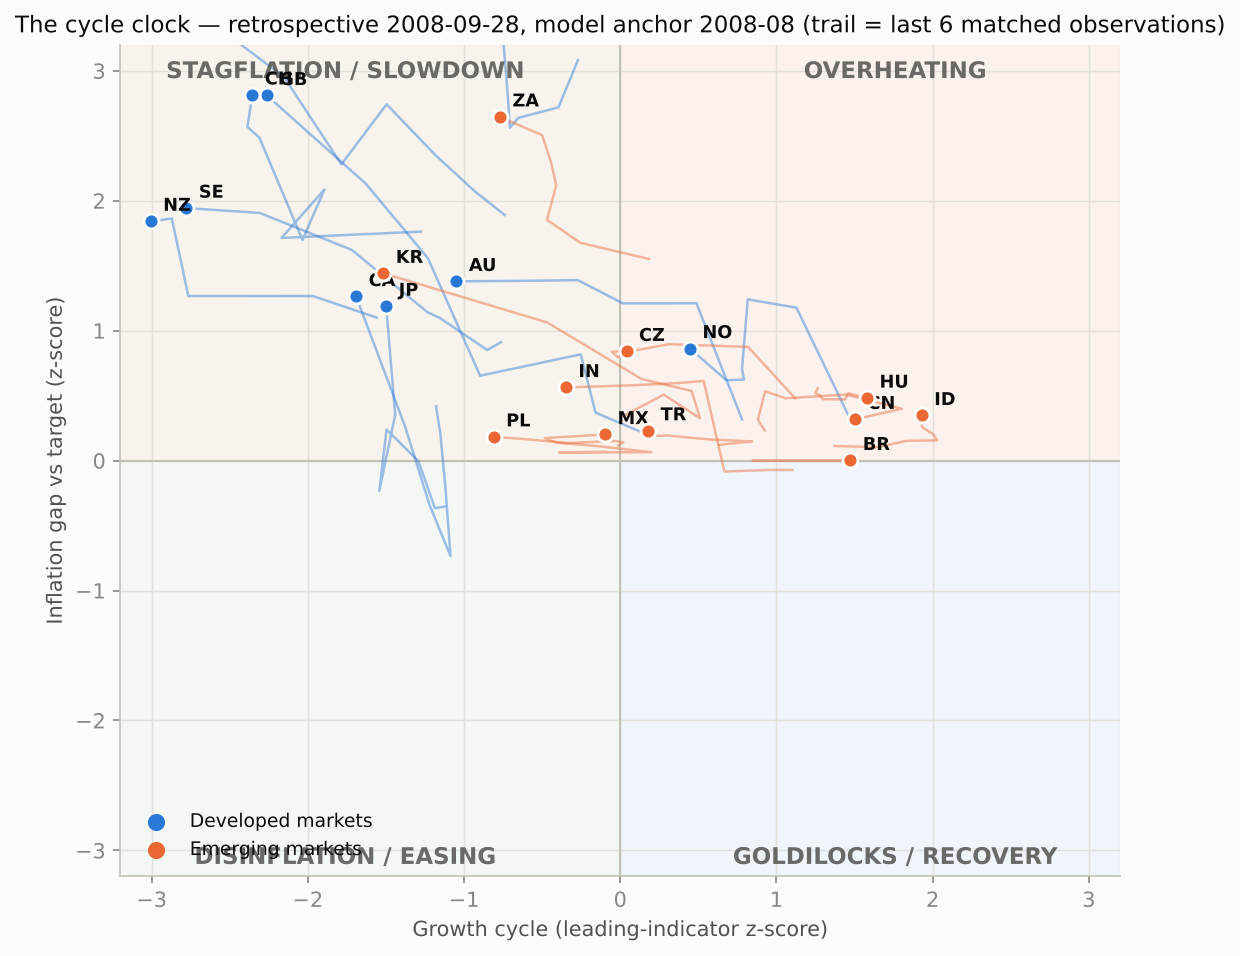 The cycle clock — retrospective 2008-09-28, model anchor 2008-08 (trail = last 6 matched observations)
STAGFLATION / SLOWDOWN
OVERHEATING
CH
GB
ZA
SE
NZ
KR
AU
CA
JP
CZ
NO
IN
HU
CN
ID
PL
MX
TR
BR
3
2
1
0
−1
−2
−3
Inflation gap vs target (z-score)
Developed markets
Emerging markets
DISINFLATION / EASING
GOLDILOCKS / RECOVERY
−3
−2
−1
0
1
2
3
Growth cycle (leading-indicator z-score)